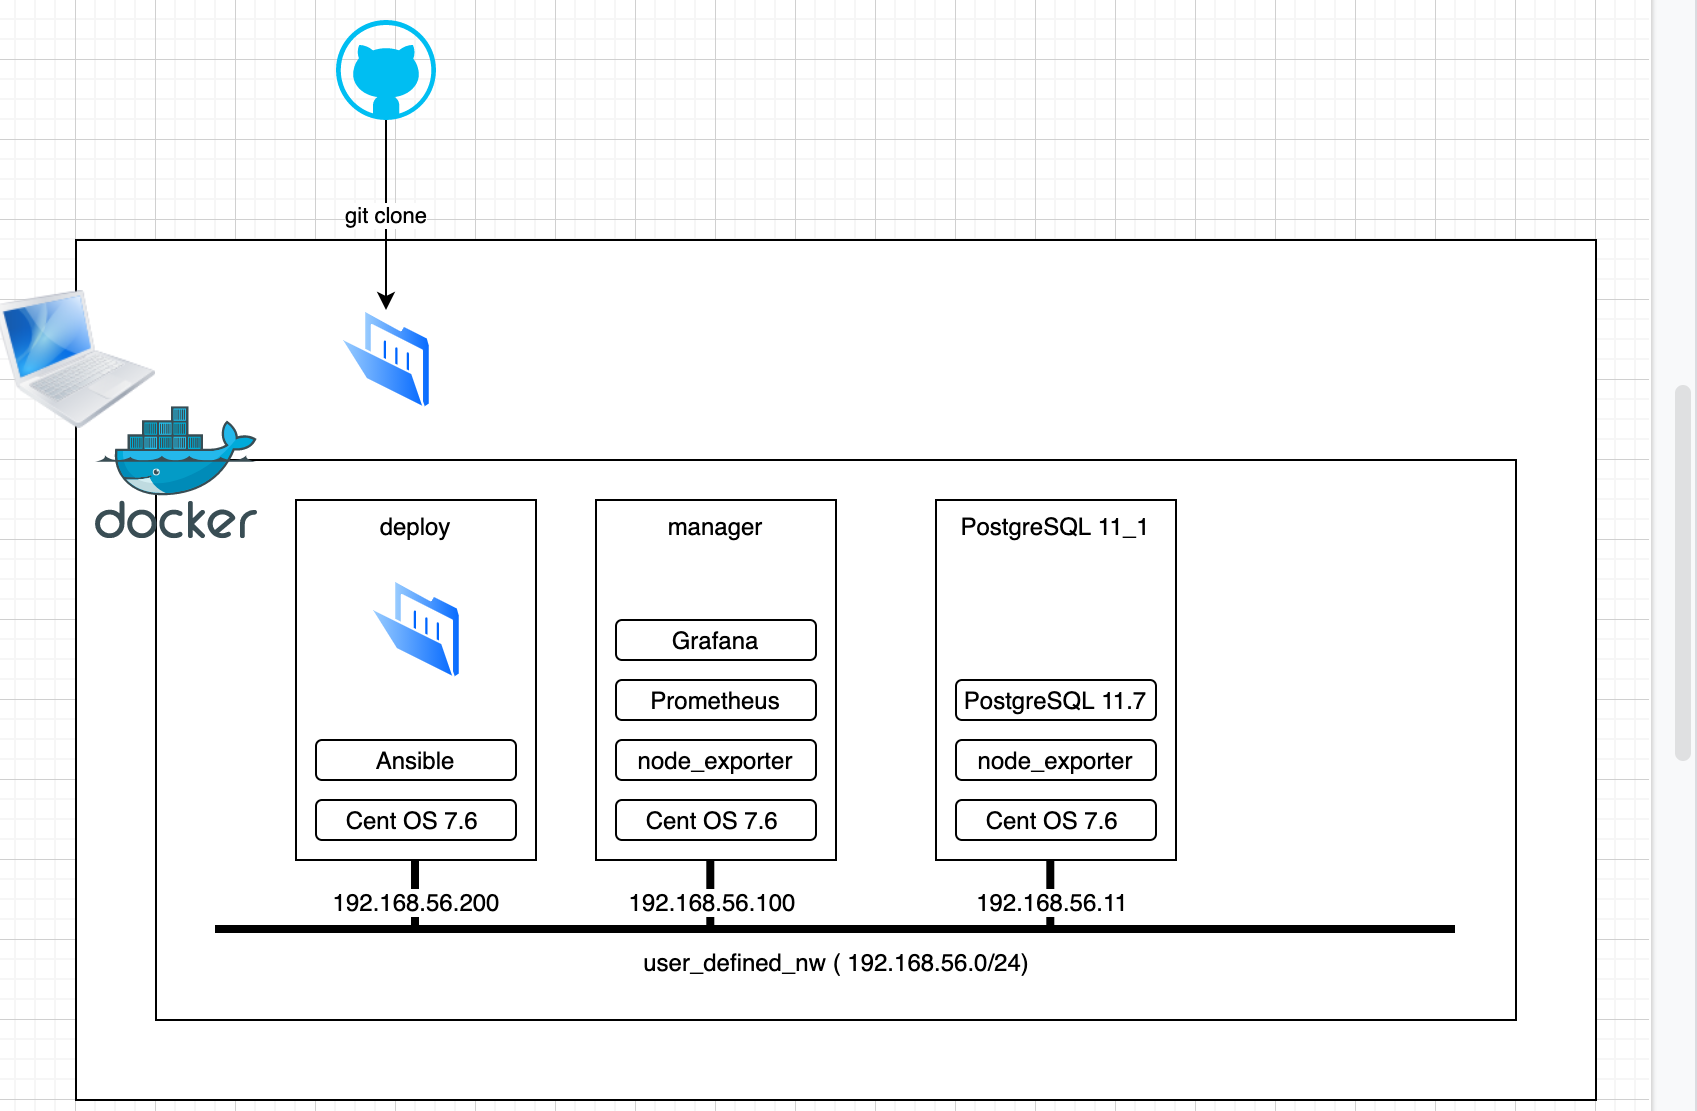 git clone
docker
deploy
Ansible
Cent OS 7.6
192.168.56.200
manager
Grafana
Prometheus
node_exporter
Cent OS 7.6
192.168.56.100
PostgreSQL 11_1
PostgreSQL 11.7
node_exporter
Cent OS 7.6
192.168.56.11
user_defined_nw ( 192.168.56.0/24)